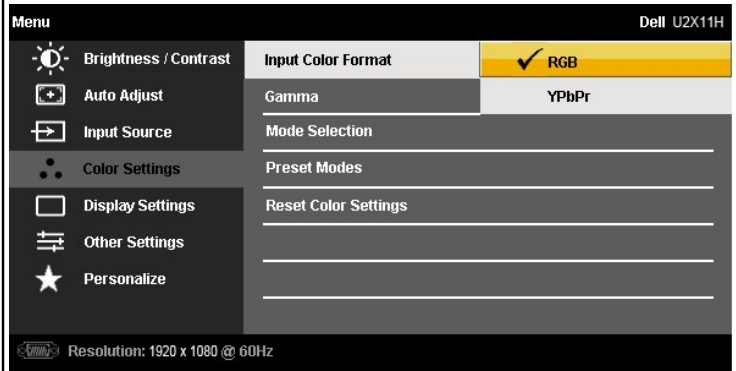 Menu Dell U2X11H
Brightness / Contrast Input Color Format RGB
Auto Adjust Gamma YPbPr
Input Source Mode Selection
Color Settings Preset Modes
Display Settings Reset Color Settings
Other Settings
Personalize
Resolution: 1920 x 1080 @ 60Hz